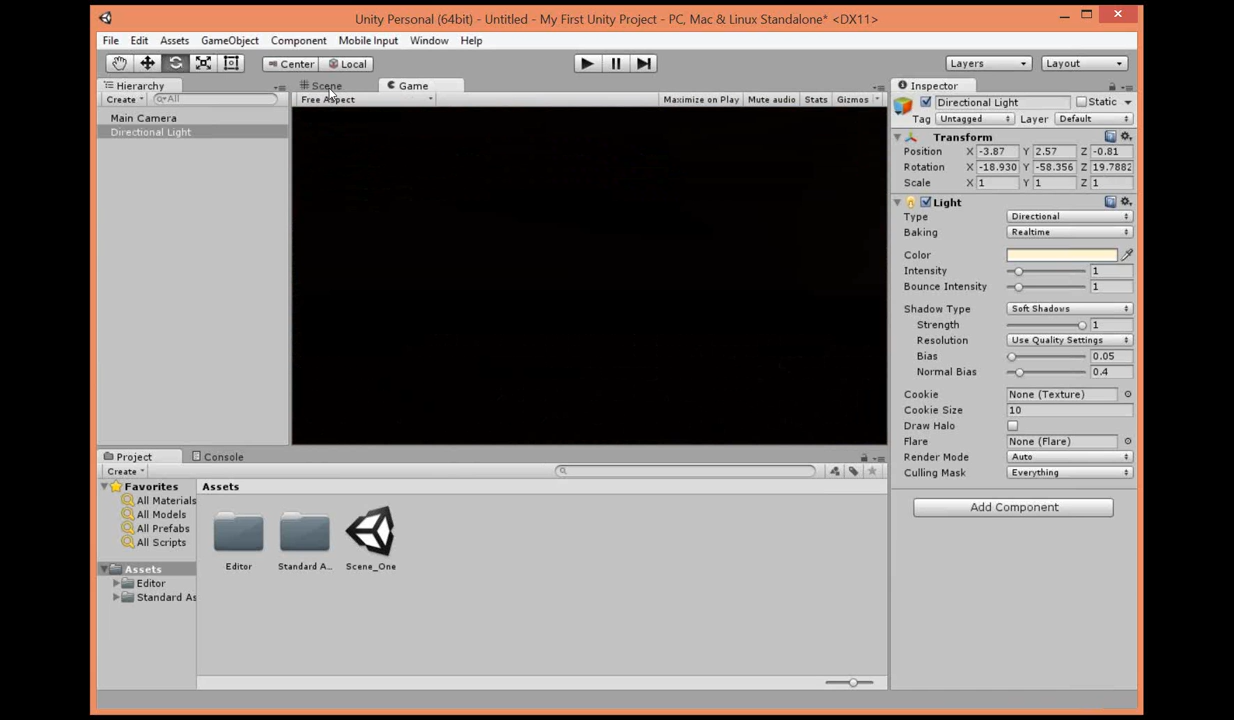 Unity Personal (64bit) - Untitled - My First Unity Project - PC, Mac & Linux Standalone* <DX11>
File Edit Assets GameObject Component Mobile Input Window Help
Center Local Layers Layout
Hierarchy
Create All
Main Camera
Directional Light
Scene Game
Free Aspect Maximize on Play Mute audio Stats Gizmos
Inspector
Directional Light Static
Tag Untagged Layer Default
Transform
Position X -3.87 Y 2.57 Z -0.81
Rotation X -18.930 Y -58.356 Z 19.7882
Scale X 1 Y 1 Z 1
Light
Type Directional
Baking Realtime
Color
Intensity 1
Bounce Intensity 1
Shadow Type Soft Shadows
Strength 1
Resolution Use Quality Settings
Bias 0.05
Normal Bias 0.4
Cookie None (Texture)
Cookie Size 10
Draw Halo
Flare None (Flare)
Render Mode Auto
Culling Mask Everything
Add Component
Project Console
Create
Favorites
All Materials
All Models
All Prefabs
All Scripts
Assets
Editor
Standard As
Assets
Editor Standard A... Scene_One